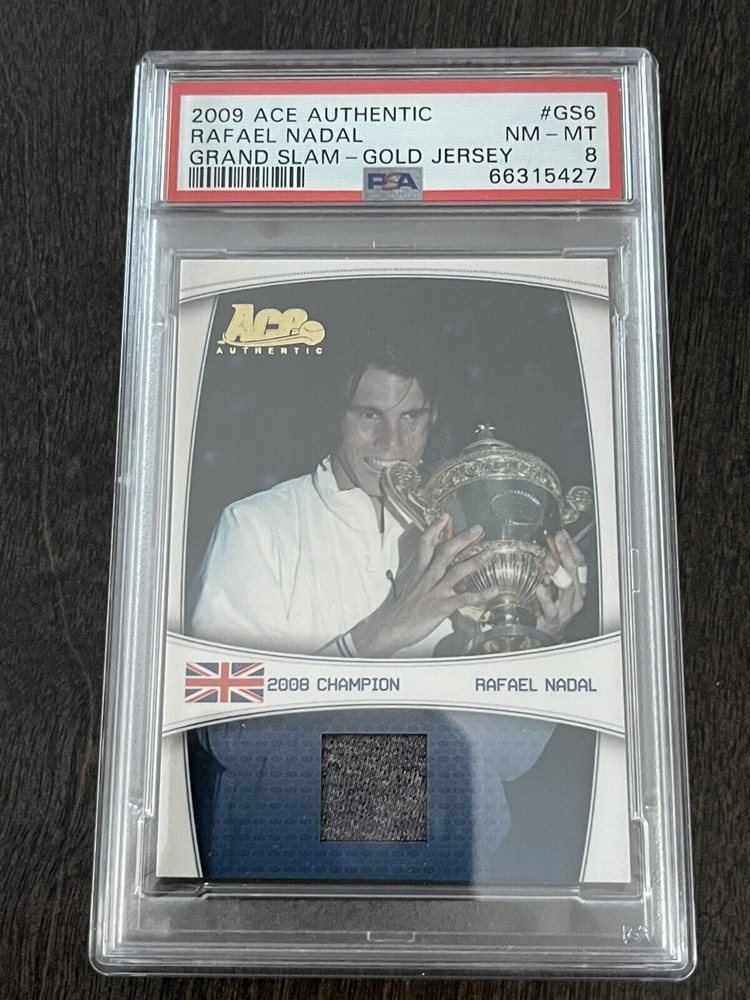 2009 ACE AUTHENTIC #GS6
RAFAEL NADAL NM - MT
GRAND SLAM - GOLD JERSEY 8
PSA 66315427
ACE
AUTHENTIC
2008 CHAMPION RAFAEL NADAL